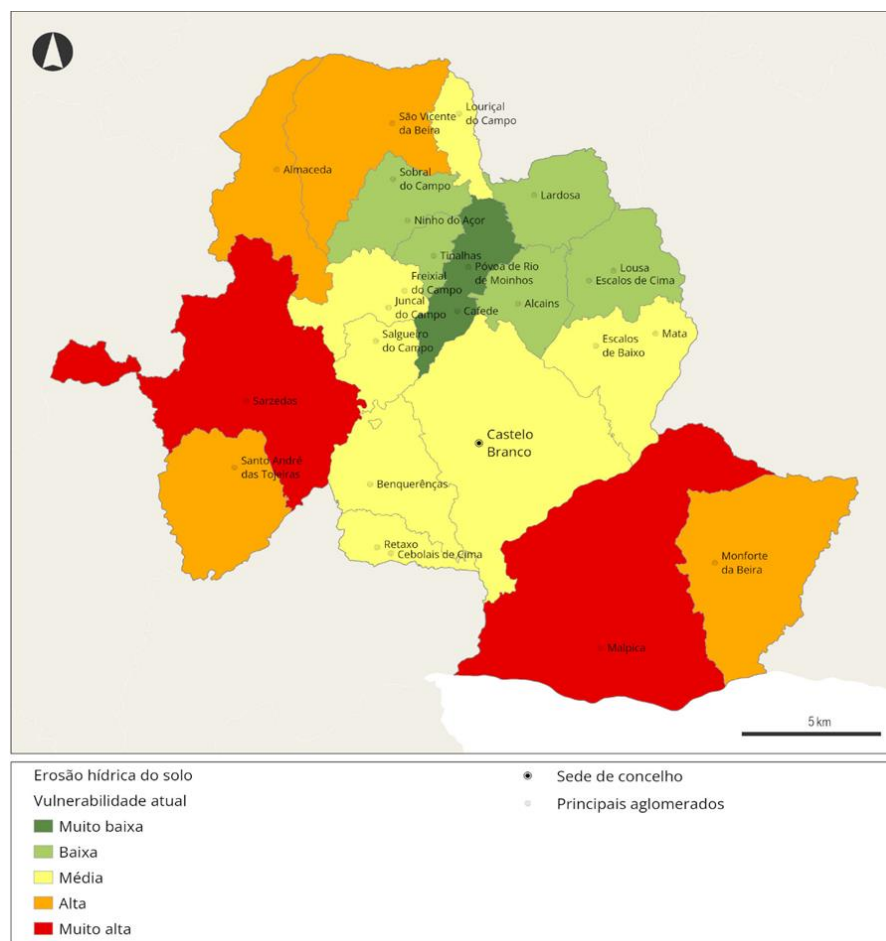 Louriçal
do Campo
São Vicente
da Beira
Almaceda
Sobral
do Campo
Lardosa
Ninho do Açor
Tinalhas
Póvoa de Rio
de Moinhos
Lousa
Escalos de Cima
Freixial
do Campo
Juncal
do Campo
Cafede
Alcains
Salgueiro
do Campo
Mata
Escalos
de Baixo
Sarzedas
Castelo
Branco
Santo André
das Tojeiras
Benquerênças
Retaxo
Cebolais de Cima
Monforte
da Beira
Malpica
5 km
Erosão hídrica do solo
Vulnerabilidade atual
Muito baixa
Baixa
Média
Alta
Muito alta
Sede de concelho
Principais aglomerados